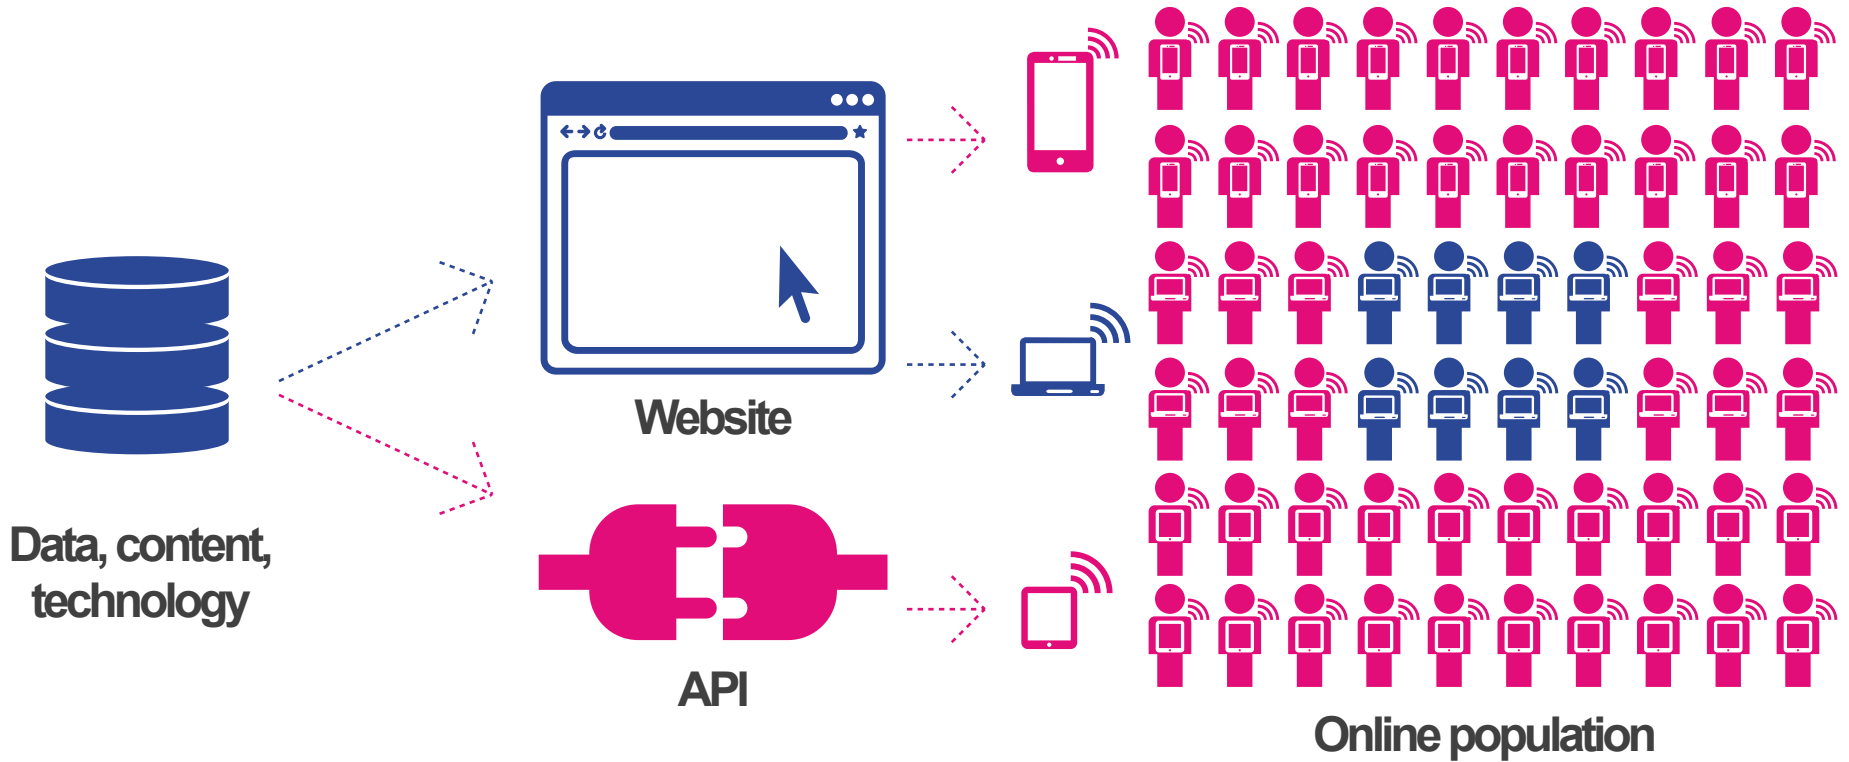 Website
Data, content,
technology
API
Online population